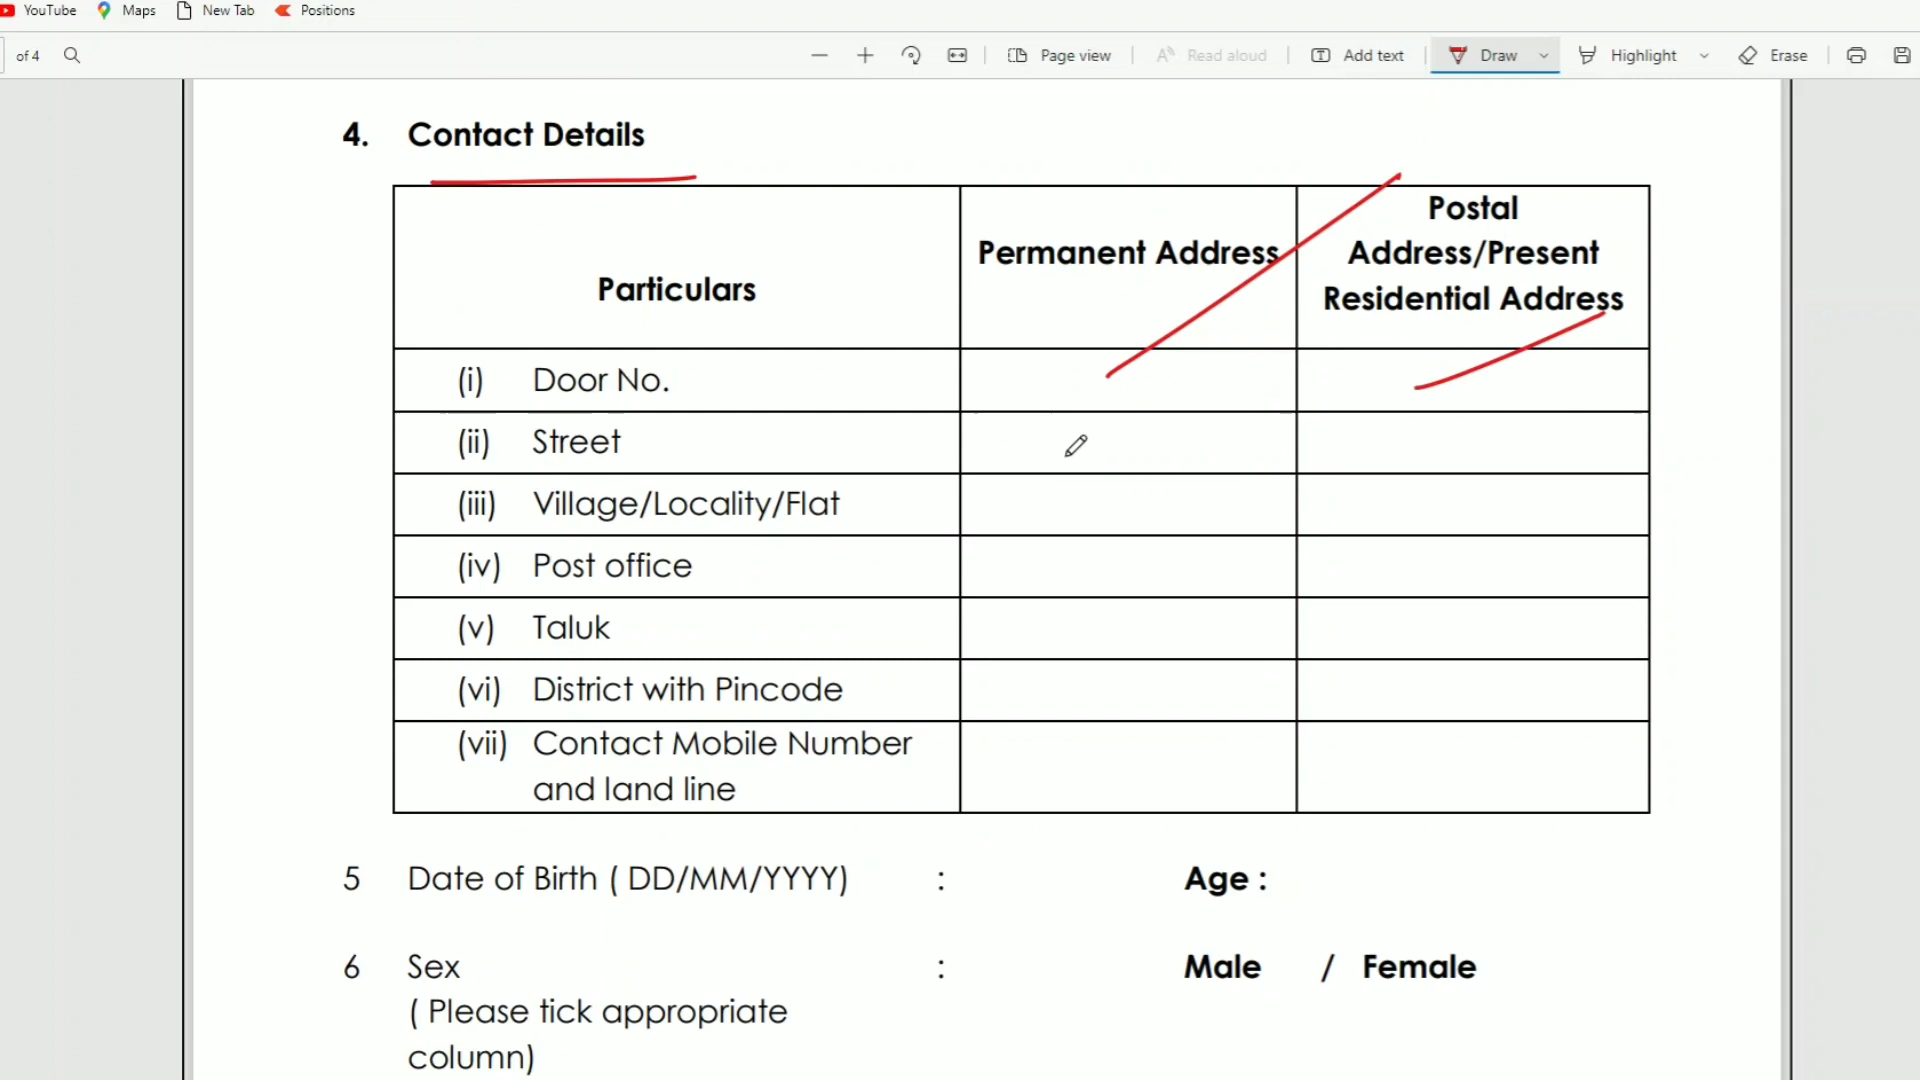 YouTube Maps New Tab Positions
of 4 Page view Read aloud Add text Draw Highlight Erase
4. Contact Details
Particulars
Permanent Address
Postal
Address/Present
Residential Address
(i) Door No.
(ii) Street
(iii) Village/Locality/Flat
(iv) Post office
(v) Taluk
(vi) District with Pincode
(vii) Contact Mobile Number
and land line
5 Date of Birth ( DD/MM/YYYY) : Age :
6 Sex : Male / Female
( Please tick appropriate
column)